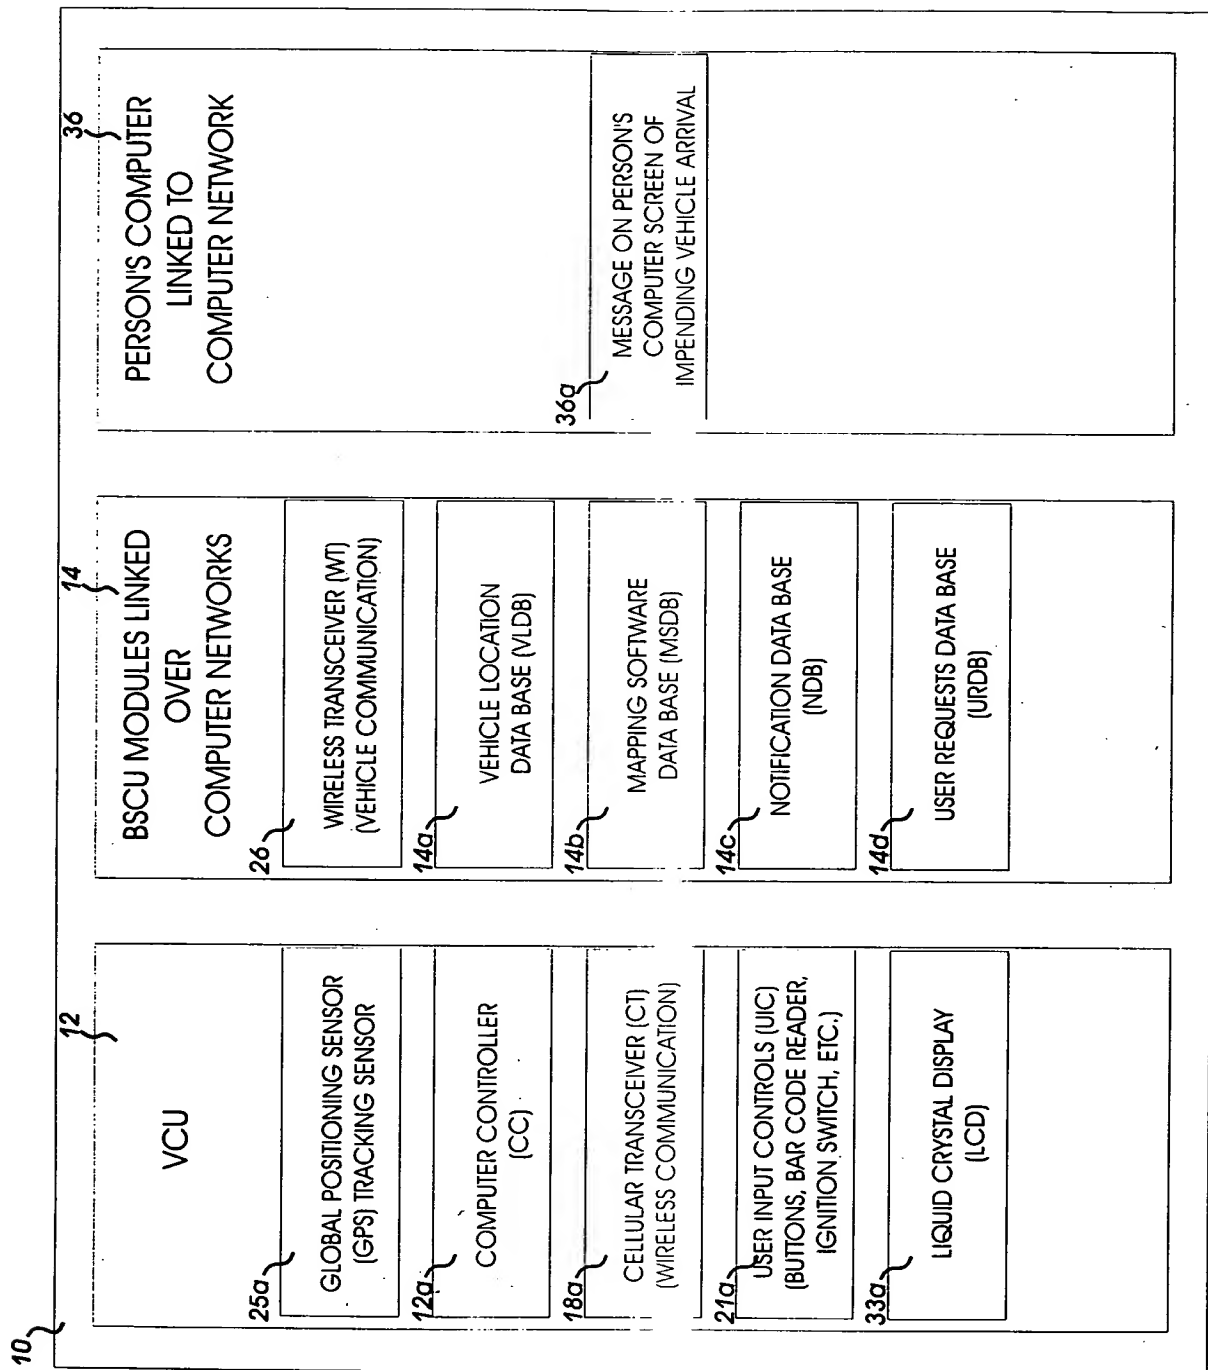 10
12
VCU
25a
GLOBAL POSITIONING SENSOR
(GPS) TRACKING SENSOR
12a
COMPUTER CONTROLLER
(CC)
18a
CELLULAR TRANSCEIVER (CT)
(WIRELESS COMMUNICATION)
21a
USER INPUT CONTROLS (UIC)
(BUTTONS, BAR CODE READER,
IGNITION SWITCH, ETC.)
33a
LIQUID CRYSTAL DISPLAY
(LCD)
14
BSCU MODULES LINKED
OVER
COMPUTER NETWORKS
26
WIRELESS TRANSCEIVER (WT)
(VEHICLE COMMUNICATION)
14a
VEHICLE LOCATION
DATA BASE (VLDB)
14b
MAPPING SOFTWARE
DATA BASE (MSDB)
14c
NOTIFICATION DATA BASE
(NDB)
14d
USER REQUESTS DATA BASE
(URDB)
36
PERSON'S COMPUTER
LINKED TO
COMPUTER NETWORK
36a
MESSAGE ON PERSON'S
COMPUTER SCREEN OF
IMPENDING VEHICLE ARRIVAL